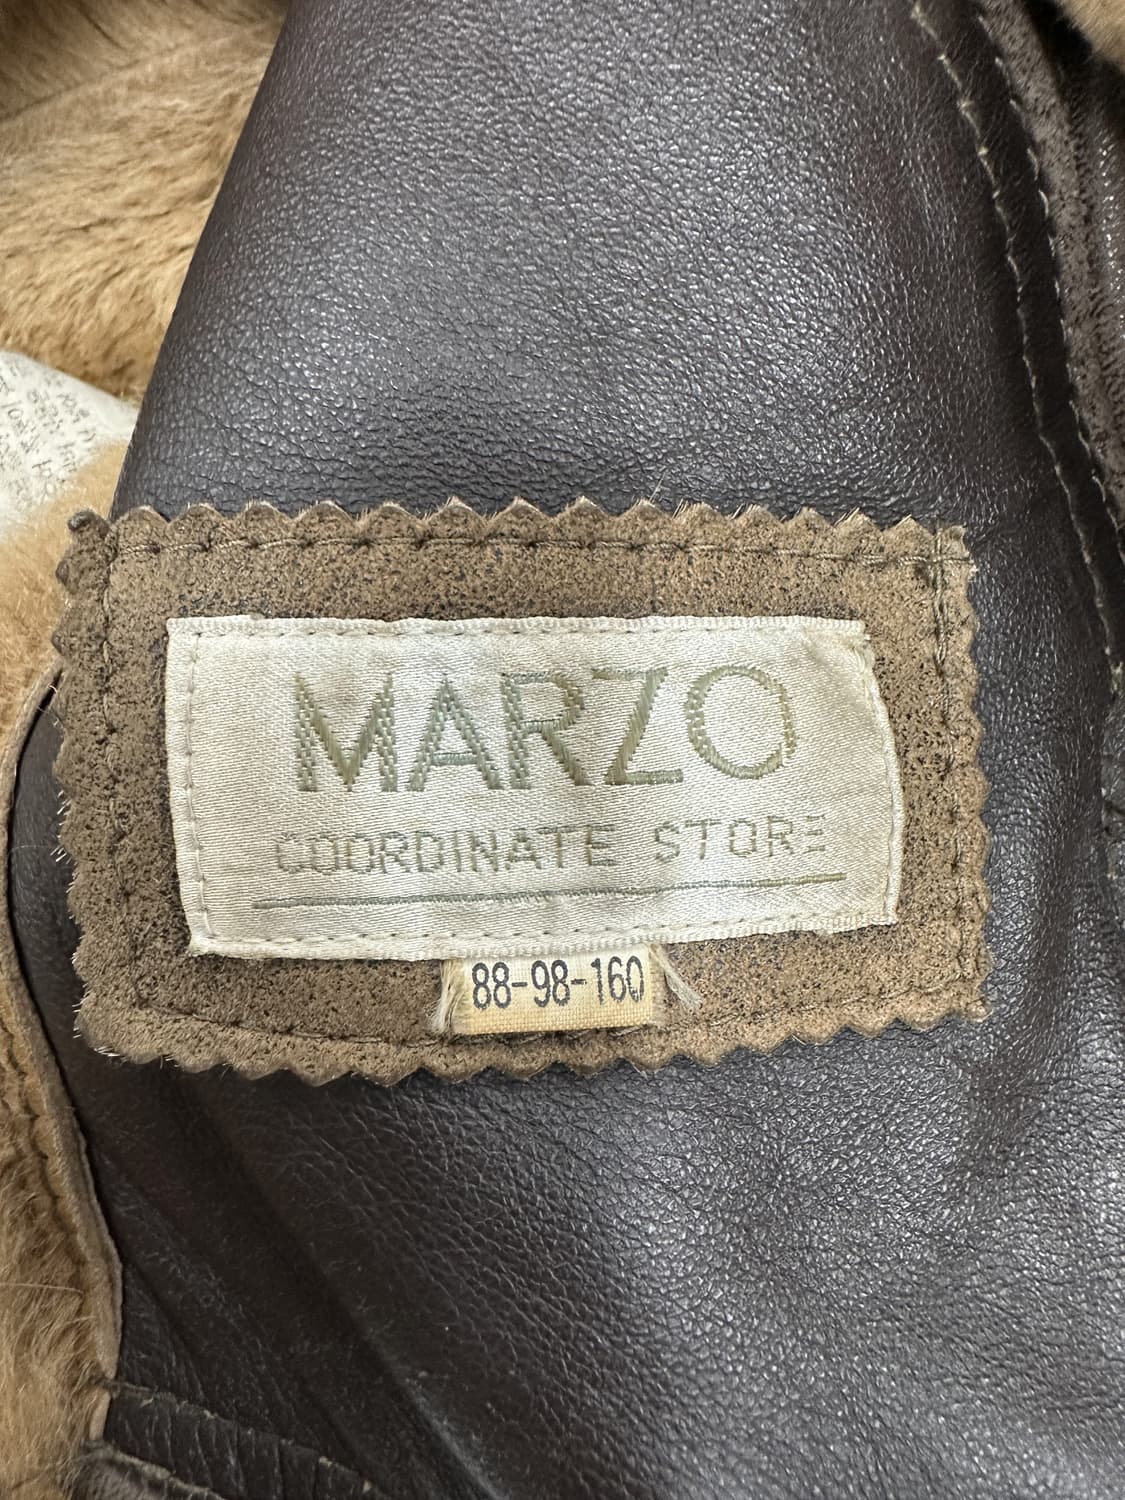 MARZO
COORDINATE STORE
88-98-160